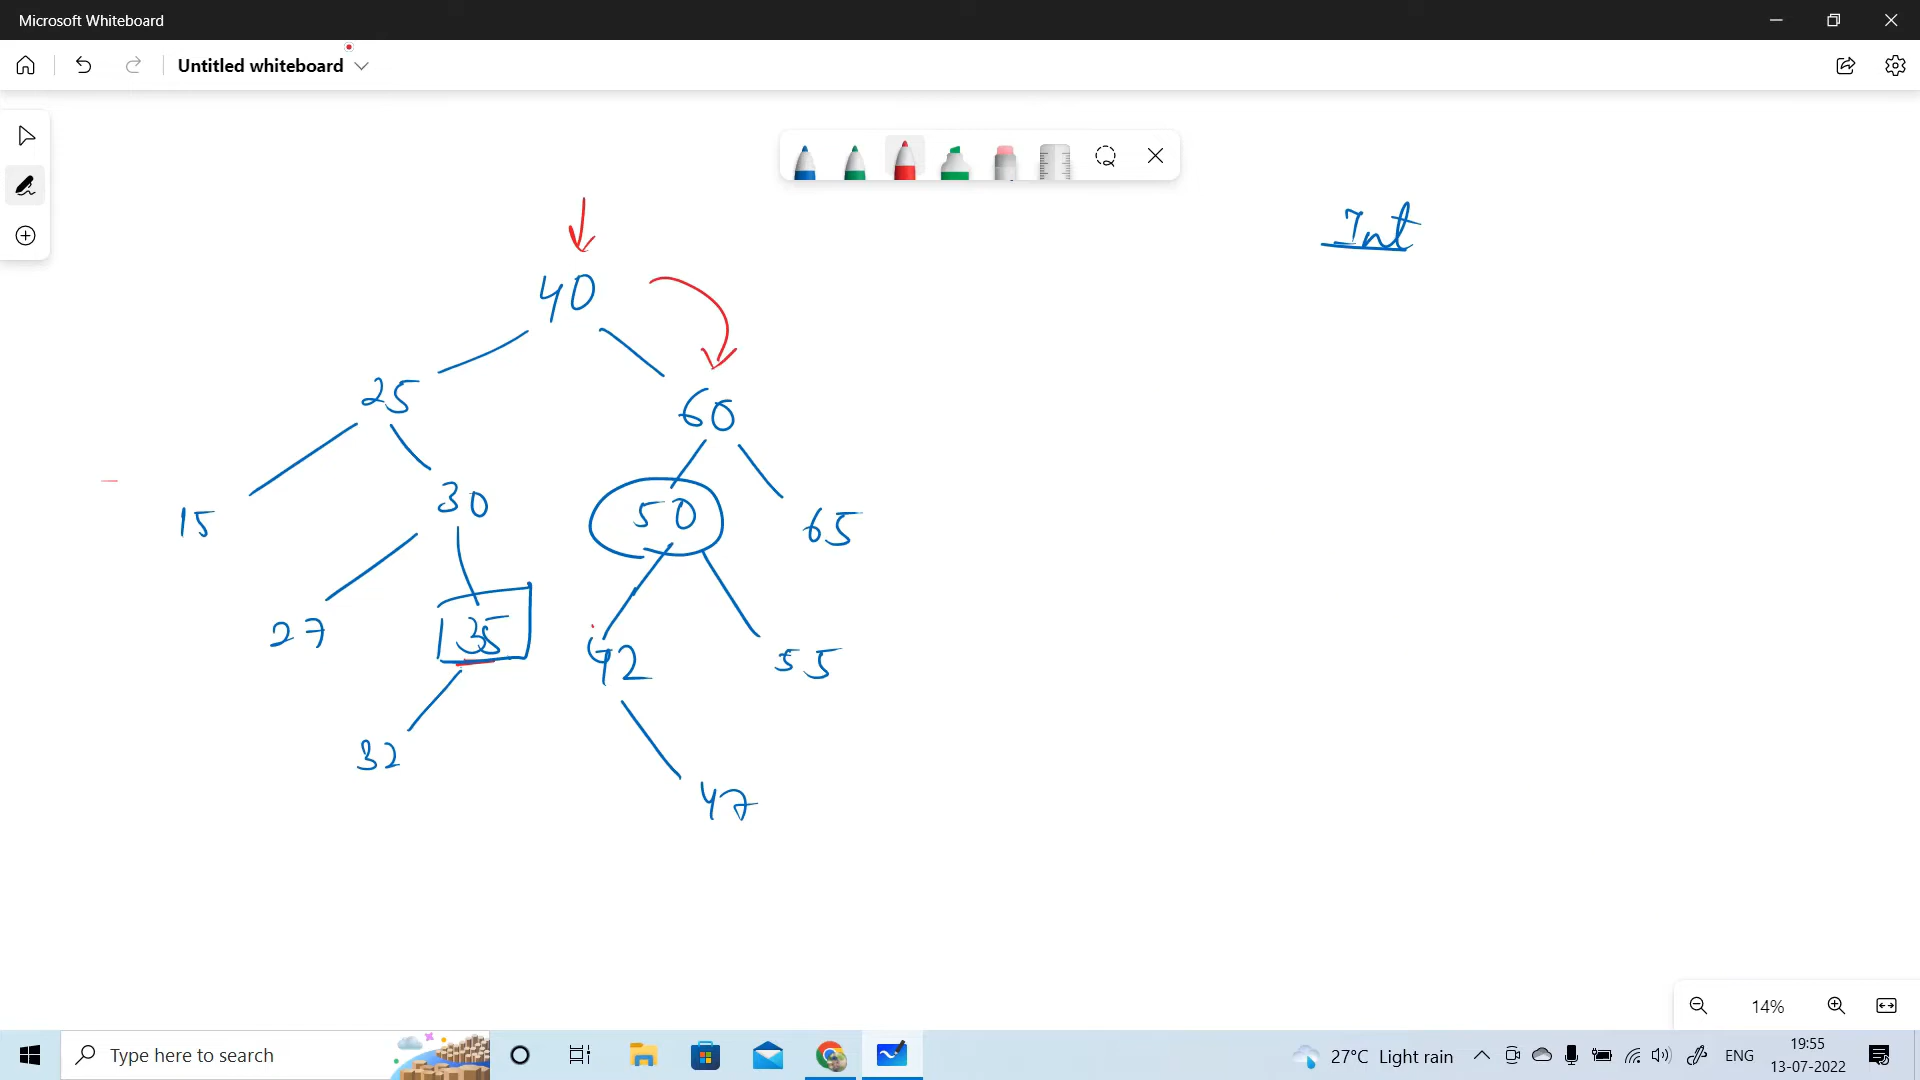 Microsoft Whiteboard
Untitled whiteboard
Int
40
25
60
15
30
50
65
27
35
42
55
32
47
14%
Type here to search
27°C Light rain
ENG
19:55
13-07-2022